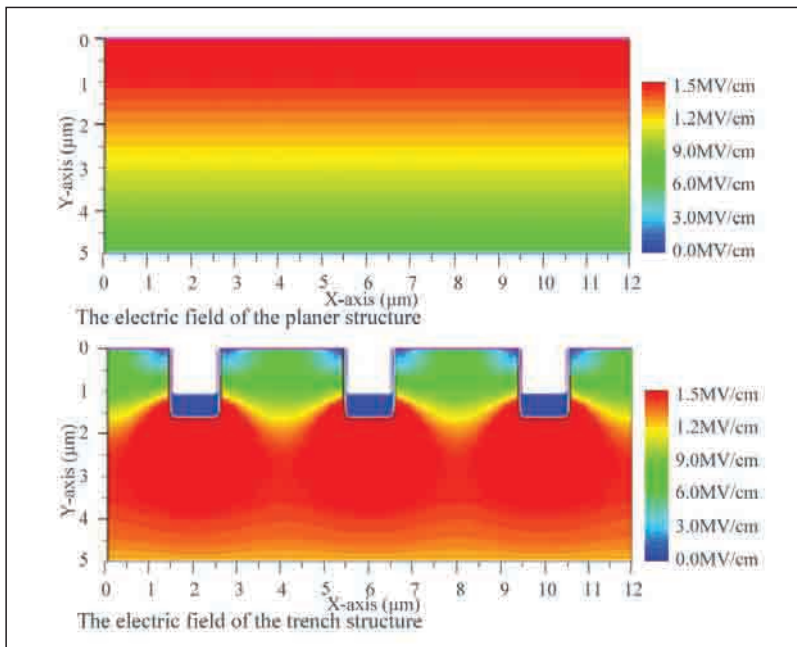 0
1
2
3
4
5
Y-axis (μm)
0 1 2 3 4 5 6 7 8 9 10 11 12
X-axis (μm)
1.5MV/cm
1.2MV/cm
9.0MV/cm
6.0MV/cm
3.0MV/cm
0.0MV/cm
The electric field of the planer structure
0
1
2
3
4
5
Y-axis (μm)
0 1 2 3 4 5 6 7 8 9 10 11 12
X-axis (μm)
1.5MV/cm
1.2MV/cm
9.0MV/cm
6.0MV/cm
3.0MV/cm
0.0MV/cm
The electric field of the trench structure